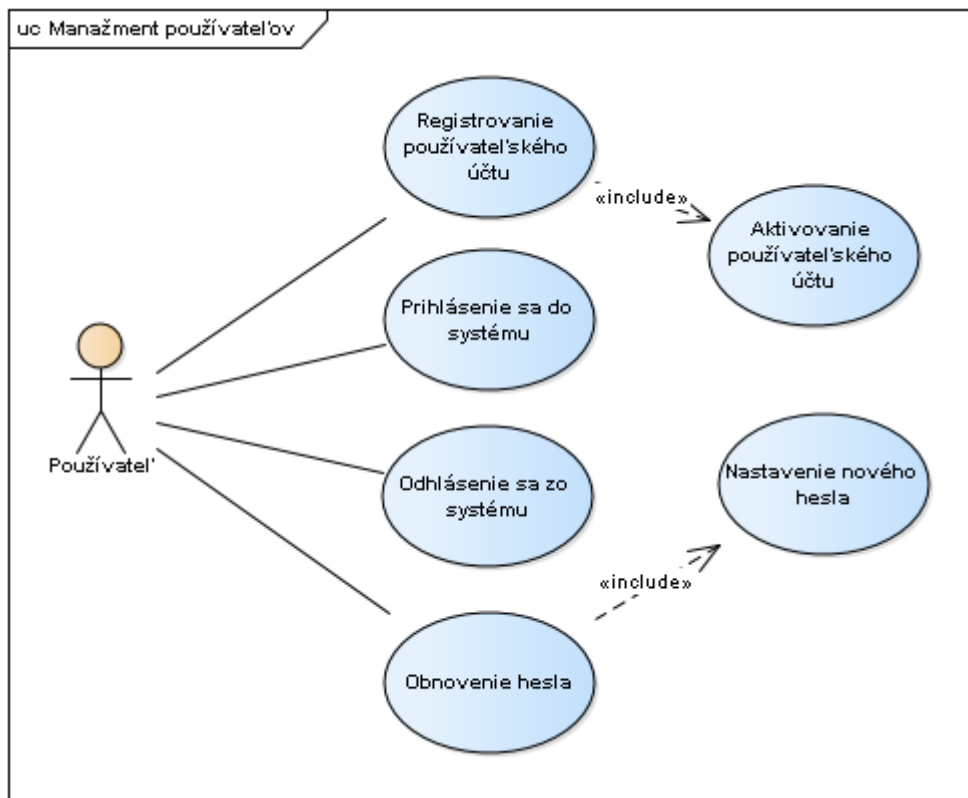 uc Manažment používateľov
Registrovanie
používateľského
účtu
«include»
Aktivovanie
používateľského
účtu
Prihlásenie sa do
systému
Používateľ
Odhlásenie sa zo
systému
Nastavenie nového
hesla
«include»
Obnovenie hesla